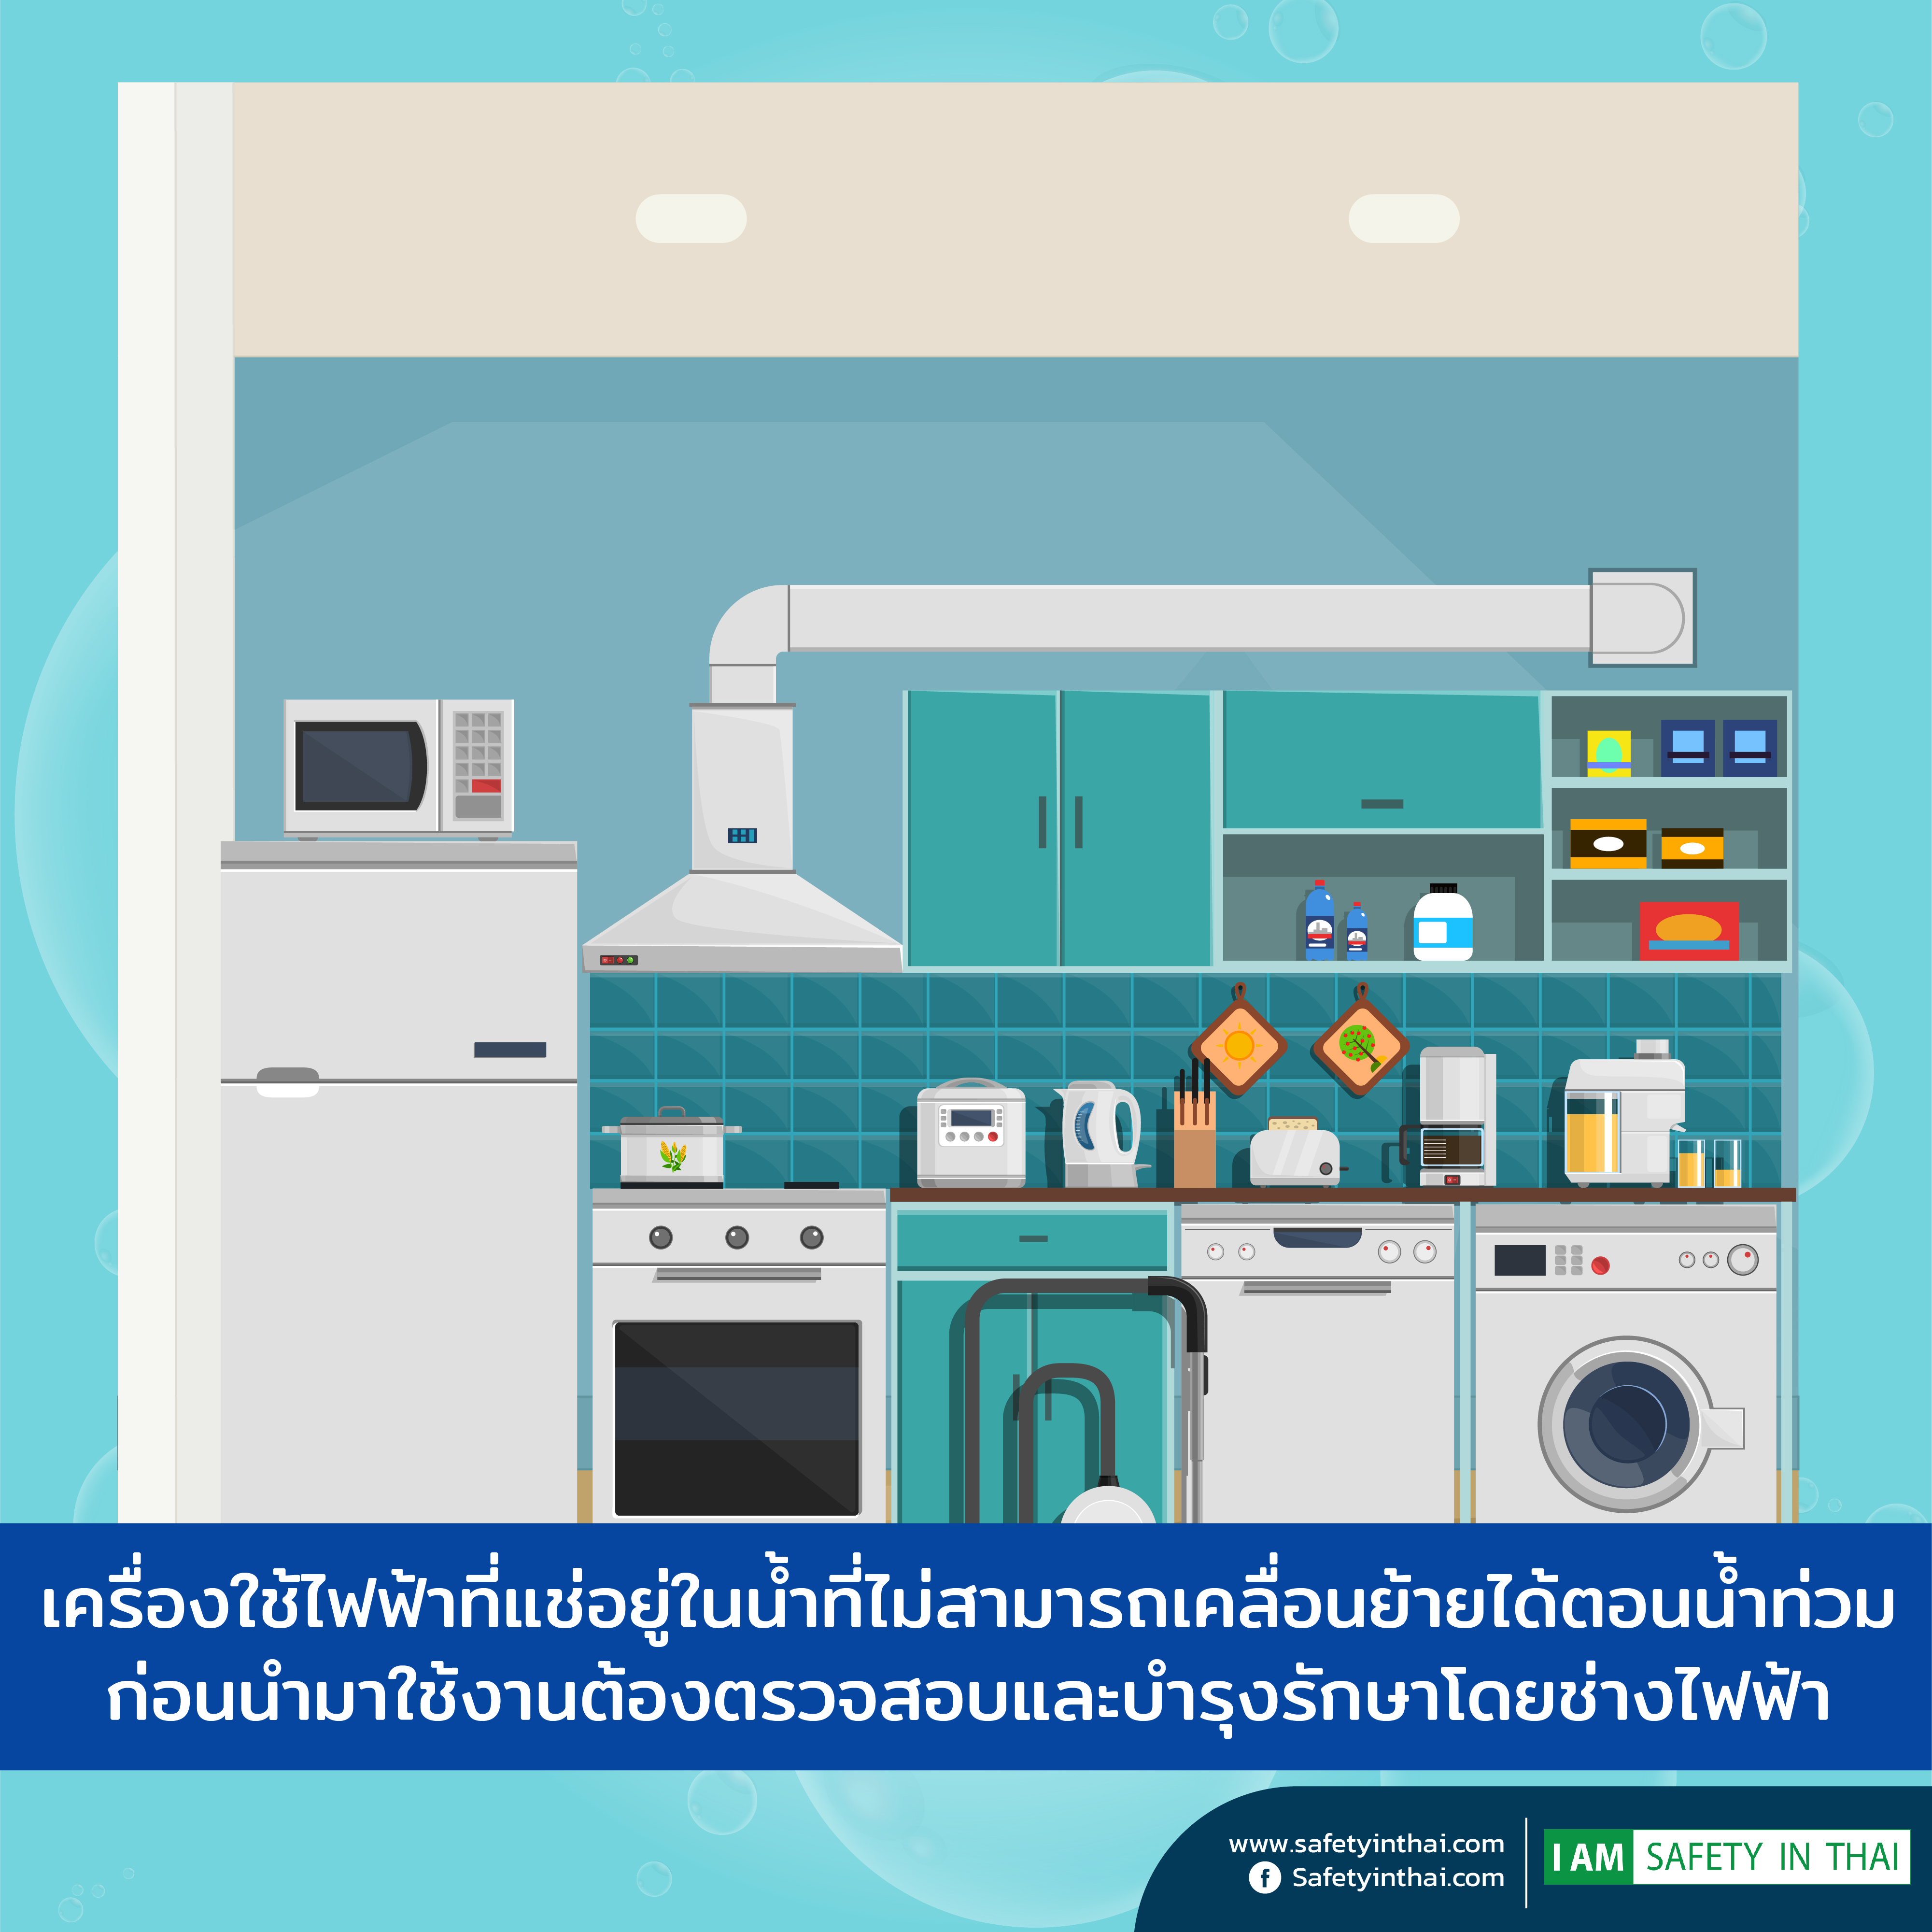 เครื่องใช้ไฟฟ้าที่แช่อยู่ในน้ำที่ไม่สามารถเคลื่อนย้ายได้ตอนน้ำท่วม
ก่อนนำมาใช้งานต้องตรวจสอบและบำรุงรักษาโดยช่างไฟฟ้า
www.safetyinthai.com
Safetyinthai.com
I AM SAFETY IN THAI